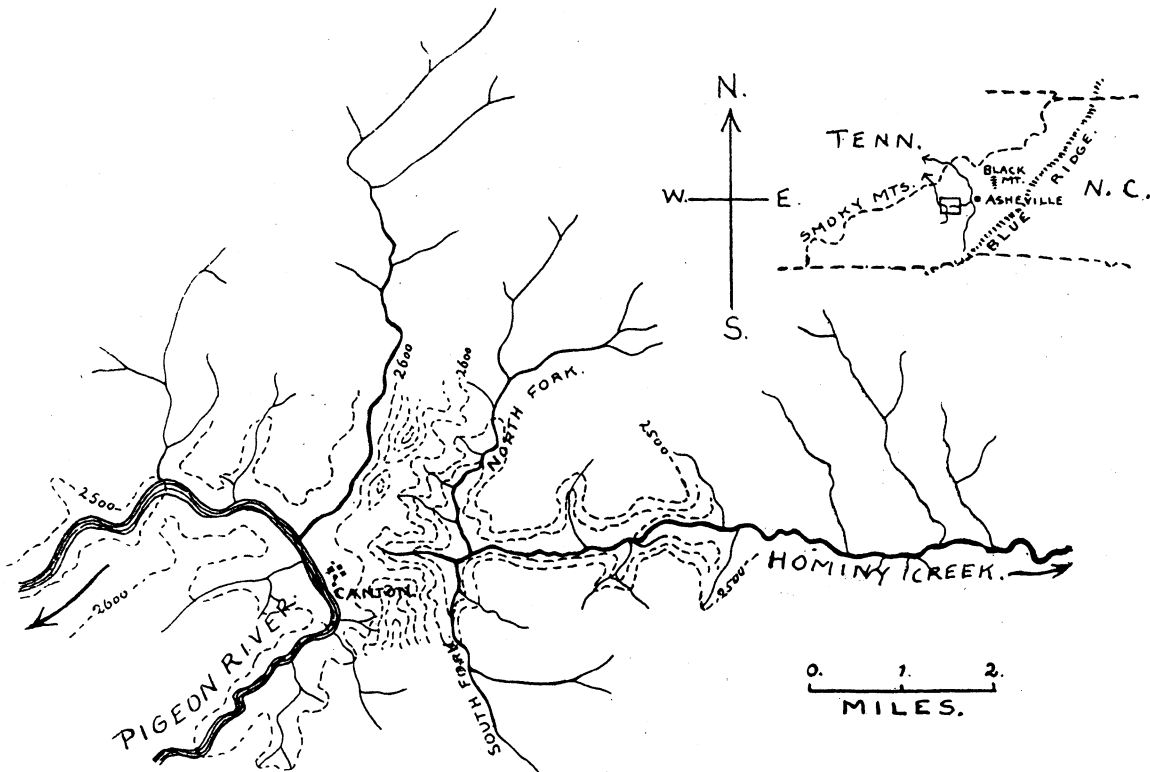 N.
W.
E.
S.
TENN.
SMOKY MTS.
BLACK
MT.
ASHEVILLE
BLUE RIDGE.
N. C.
2600
2600
NORTH FORK.
2500
2500
2600
CANTON.
PIGEON RIVER
SOUTH FORK
2500
HOMINY CREEK.
0. 1. 2.
MILES.